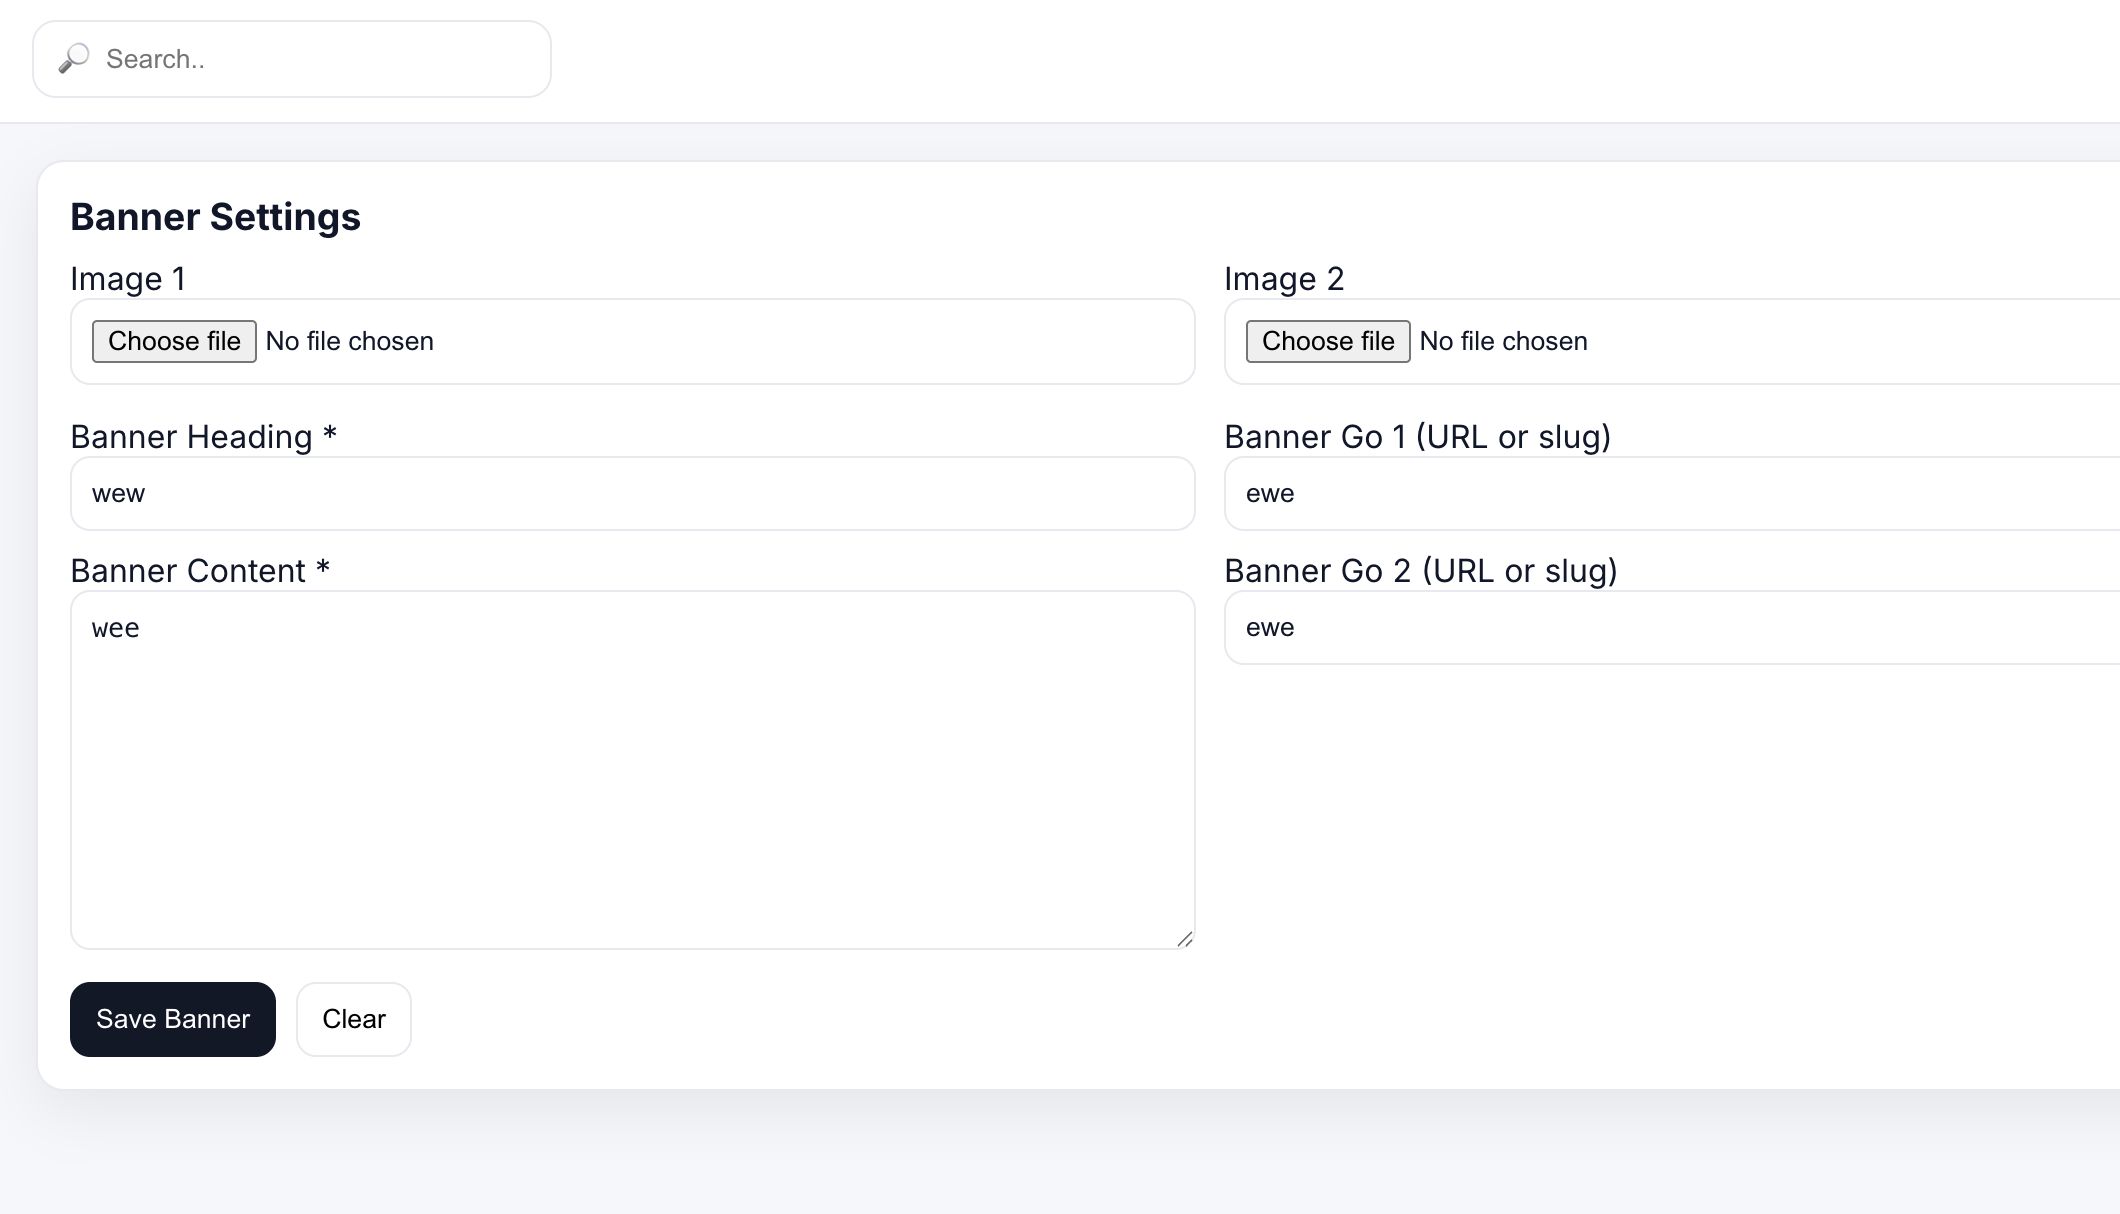 Search..
Banner Settings
Image 1
Choose file No file chosen
Image 2
Choose file No file chosen
Banner Heading *
wew
Banner Go 1 (URL or slug)
ewe
Banner Content *
wee
Banner Go 2 (URL or slug)
ewe
Save Banner
Clear